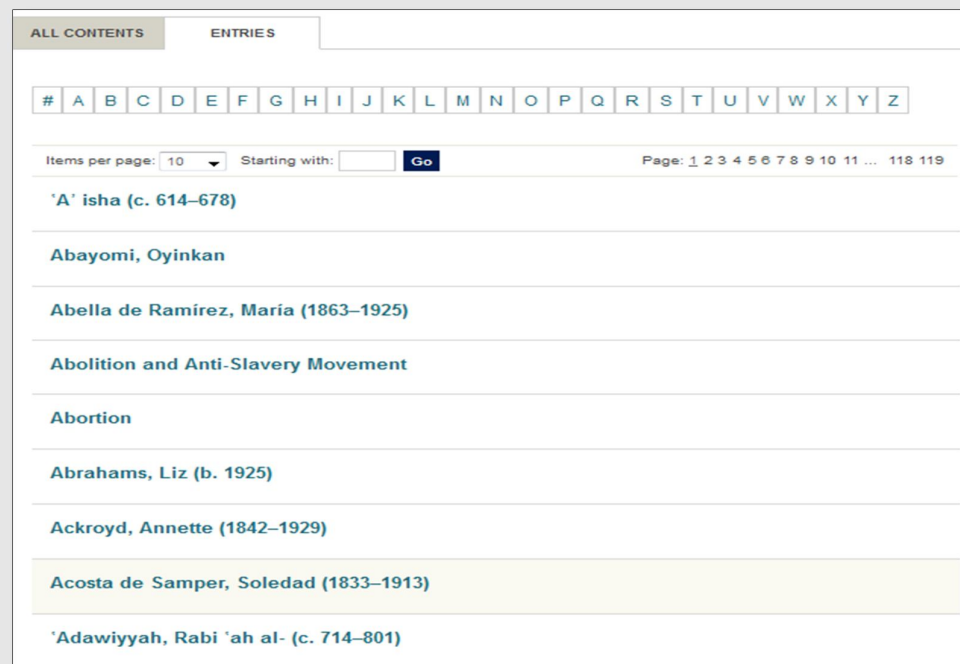 ALL CONTENTS ENTRIES
# A B C D E F G H I J K L M N O P Q R S T U V W X Y Z
Items per page: 10 Starting with: Go Page: 1 2 3 4 5 6 7 8 9 10 11 ... 118 119
‛A’ isha (c. 614–678)
Abayomi, Oyinkan
Abella de Ramírez, María (1863–1925)
Abolition and Anti-Slavery Movement
Abortion
Abrahams, Liz (b. 1925)
Ackroyd, Annette (1842–1929)
Acosta de Samper, Soledad (1833–1913)
‛Adawiyyah, Rabi ‛ah al- (c. 714–801)